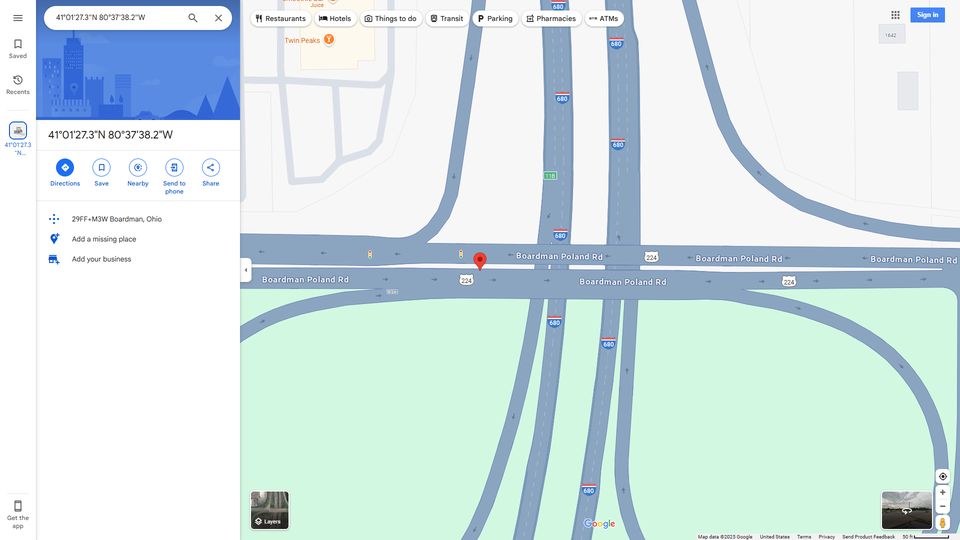 41°01'27.3"N 80°37'38.2"W
Restaurants
Hotels
Things to do
Transit
Parking
Pharmacies
ATMs
Sign in
Saved
Recents
41°01'27.3
"N...
Get the
app
41°01'27.3"N 80°37'38.2"W
Directions
Save
Nearby
Send to
phone
Share
29FF+M3W Boardman, Ohio
Add a missing place
Add your business
Juice
Twin Peaks
680
680
680
680
11B
680
1642
Boardman Poland Rd
224
Boardman Poland Rd
Boardman Poland Rd
Boardman Poland Rd
224
Boardman Poland Rd
224
680
680
680
Layers
Google
Map data ©2025 Google
United States
Terms
Privacy
Send Product Feedback
50 ft